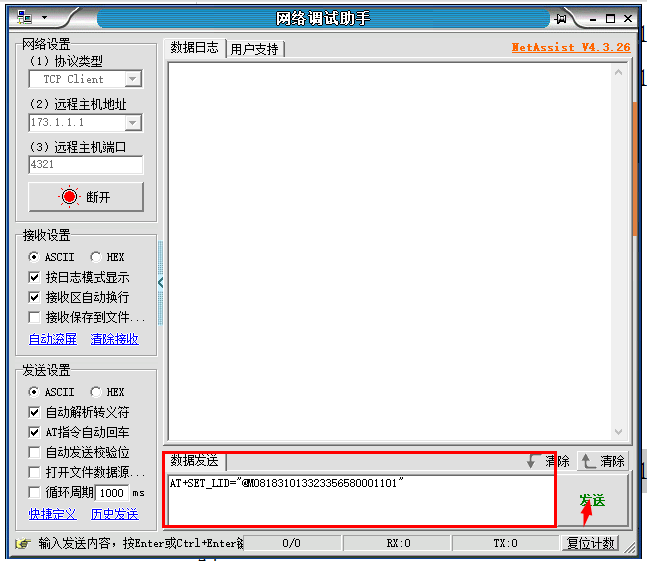 网络调试助手
网络设置
(1) 协议类型
TCP Client
(2) 远程主机地址
173.1.1.1
(3) 远程主机端口
4321
断开
接收设置
ASCII HEX
按日志模式显示
接收区自动换行
接收保存到文件...
自动滚屏 清除接收
发送设置
ASCII HEX
自动解析转义符
AT指令自动回车
自动发送校验位
打开文件数据源...
循环周期 1000 ms
快捷定义 历史发送
数据日志 用户支持 NetAssist V4.3.26
数据发送 清除 清除
AT+SET_LID="@M081831013323356580001101"
发送
输入发送内容，按Enter或Ctrl+Enter 0/0 RX:0 TX:0 复位计数